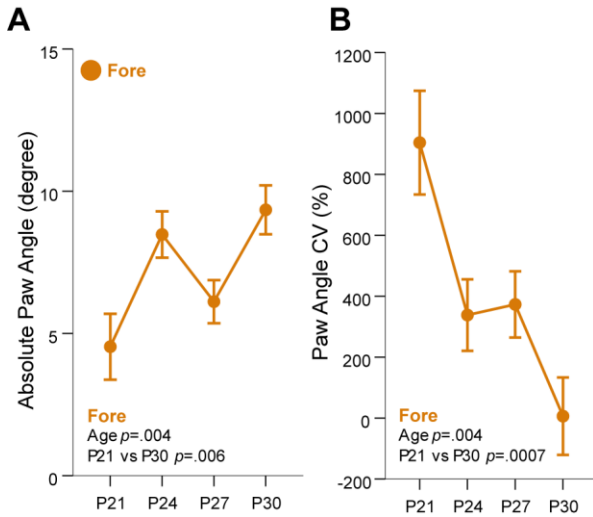 A
Absolute Paw Angle (degree)
15
10
5
0
Fore
Fore
Age p=.004
P21 vs P30 p=.006
P21 P24 P27 P30
B
Paw Angle CV (%)
1200
1000
800
600
400
200
0
-200
Fore
Age p=.004
P21 vs P30 p=.0007
P21 P24 P27 P30